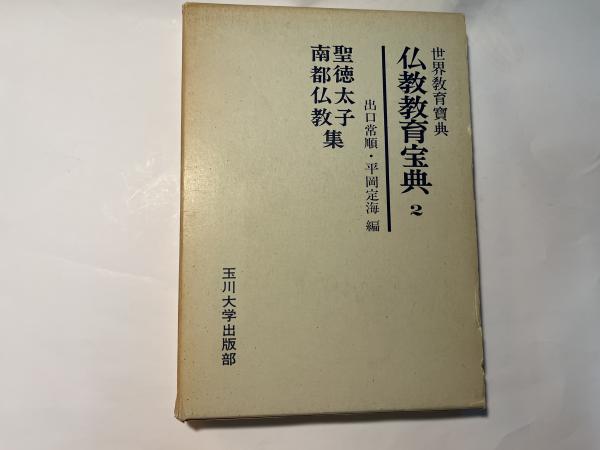 世界教育寶典
仏教教育宝典 2
聖徳太子
南都仏教集
出口常順・平岡定海 編
玉川大学出版部